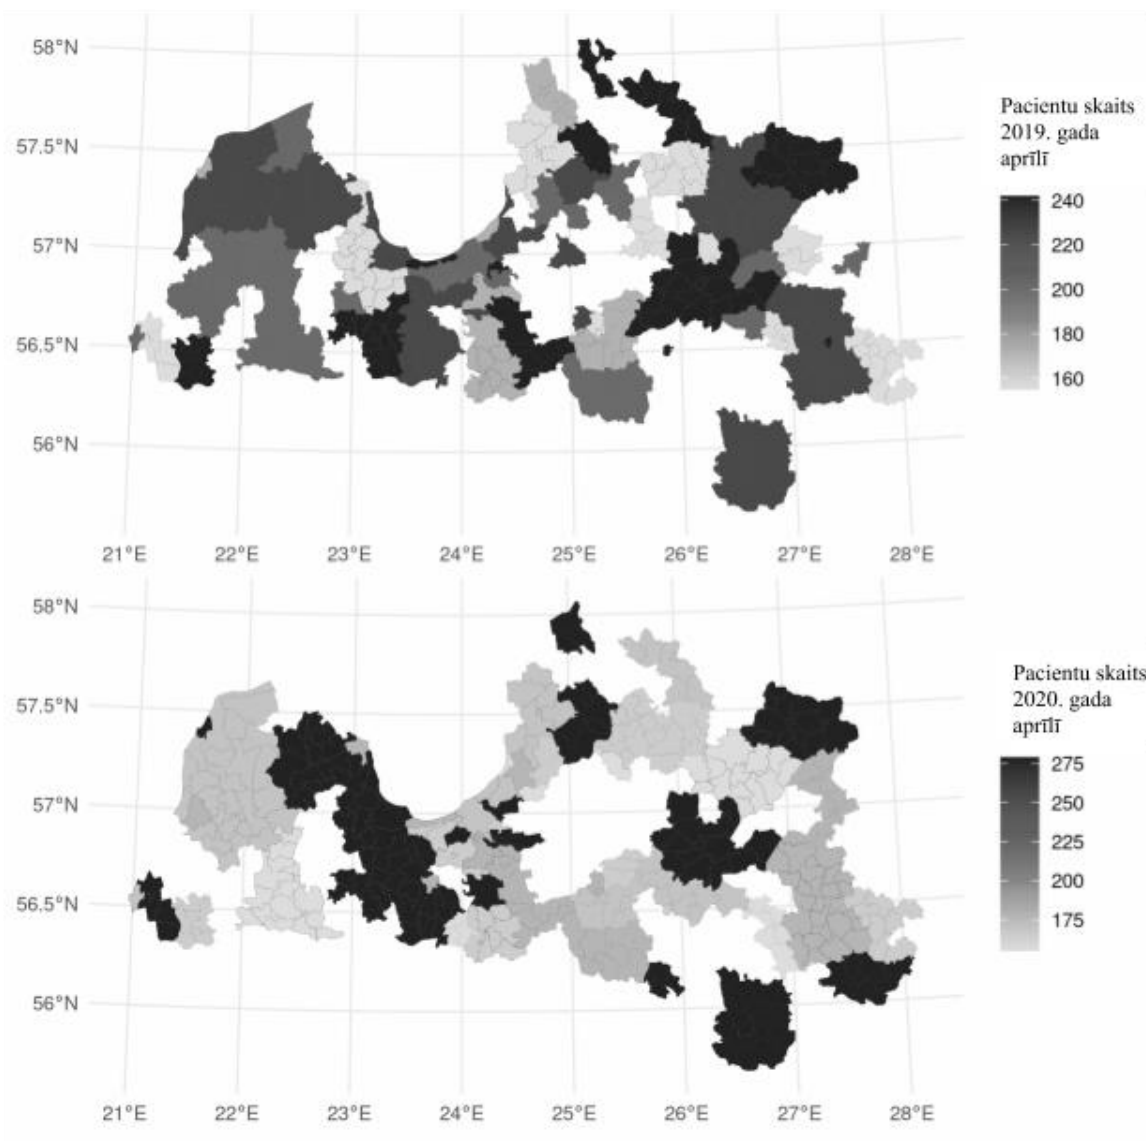 58°N
57.5°N
57°N
56.5°N
56°N
21°E 22°E 23°E 24°E 25°E 26°E 27°E 28°E
Pacientu skaits
2019. gada
aprīlī
240
220
200
180
160
58°N
57.5°N
57°N
56.5°N
56°N
21°E 22°E 23°E 24°E 25°E 26°E 27°E 28°E
Pacientu skaits
2020. gada
aprīlī
275
250
225
200
175